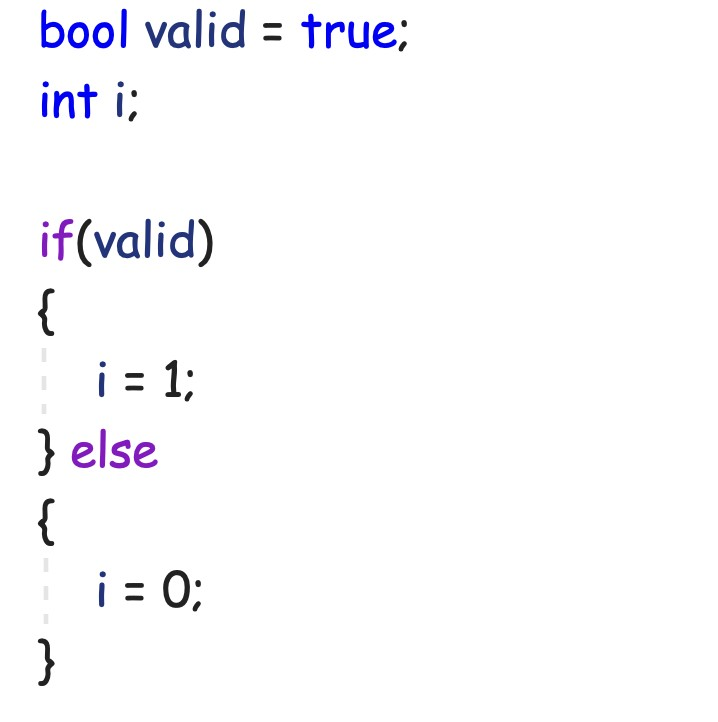 bool valid = true;
int i;
if(valid)
{
i = 1;
} else
{
i = 0;
}